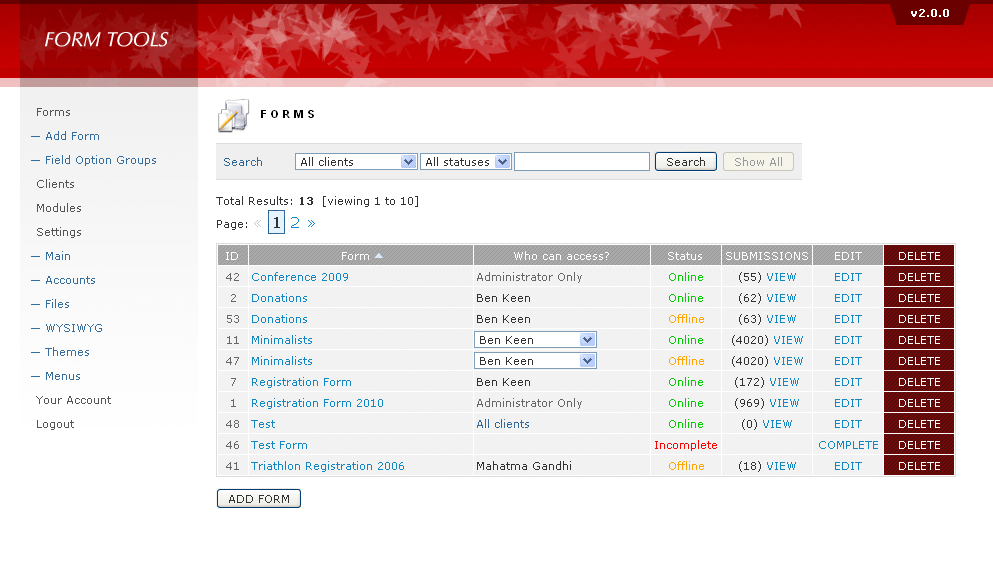 v2.0.0
FORM TOOLS
Forms
— Add Form
— Field Option Groups
Clients
Modules
Settings
— Main
— Accounts
— Files
— WYSIWYG
— Themes
— Menus
Your Account
Logout
FORMS
Search All clients All statuses Search Show All
Total Results: 13 [viewing 1 to 10]
Page: « 1 2 »
ID Form Who can access? Status SUBMISSIONS EDIT DELETE
42 Conference 2009 Administrator Only Online (55) VIEW EDIT DELETE
2 Donations Ben Keen Online (62) VIEW EDIT DELETE
53 Donations Ben Keen Offline (63) VIEW EDIT DELETE
11 Minimalists Ben Keen Online (4020) VIEW EDIT DELETE
47 Minimalists Ben Keen Offline (4020) VIEW EDIT DELETE
7 Registration Form Ben Keen Online (172) VIEW EDIT DELETE
1 Registration Form 2010 Administrator Only Online (969) VIEW EDIT DELETE
48 Test All clients Online (0) VIEW EDIT DELETE
46 Test Form Incomplete COMPLETE DELETE
41 Triathlon Registration 2006 Mahatma Gandhi Offline (18) VIEW EDIT DELETE
ADD FORM